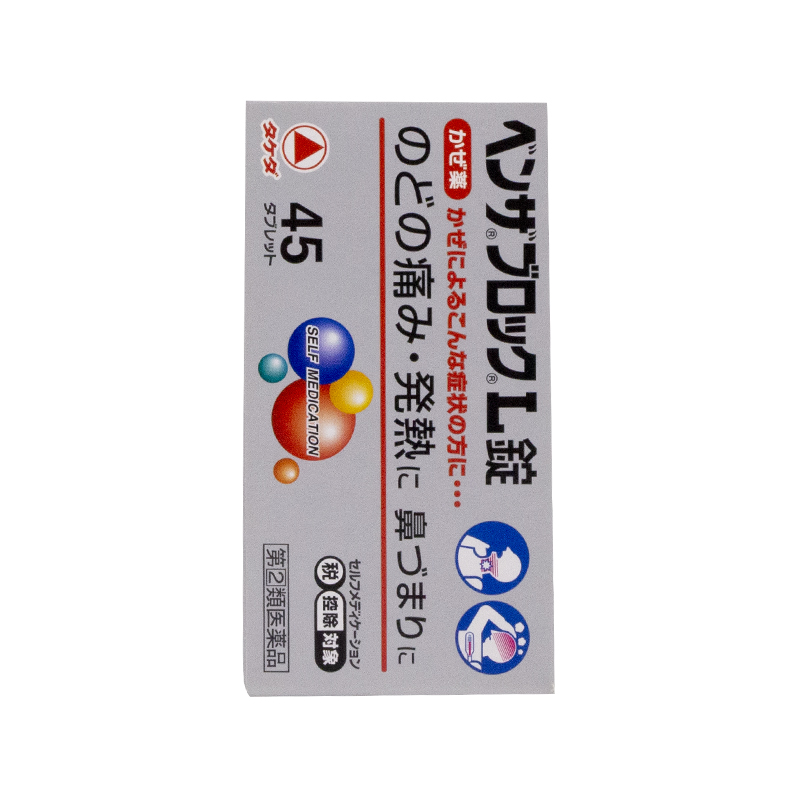 ベンザ®ブロック®L錠
かぜ薬 かぜによるこんな症状の方に…
のどの痛み・発熱に 鼻づまりに
タケダ
45
タブレット
SELF MEDICATION
セルフメディケーション
税 控除 対象
第②類医薬品